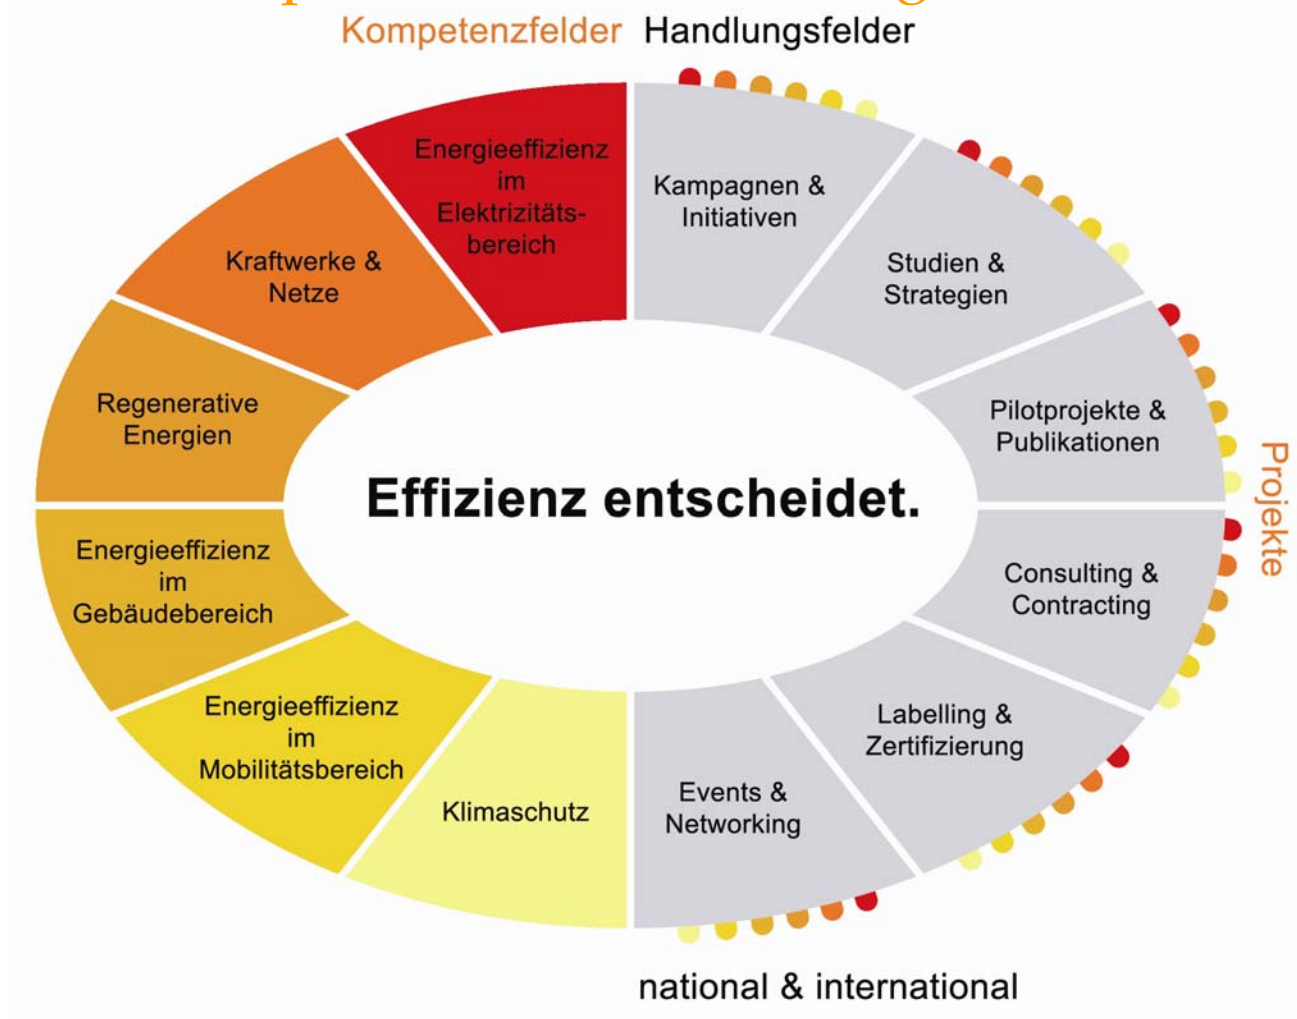 Kompetenzfelder Handlungsfelder
Energieeffizienz
im
Elektrizitäts-
bereich
Kraftwerke &
Netze
Regenerative
Energien
Energieeffizienz
im
Gebäudebereich
Energieeffizienz
im
Mobilitätsbereich
Klimaschutz
Kampagnen &
Initiativen
Studien &
Strategien
Pilotprojekte &
Publikationen
Consulting &
Contracting
Labelling &
Zertifizierung
Events &
Networking
Effizienz entscheidet.
Projekte
national & international